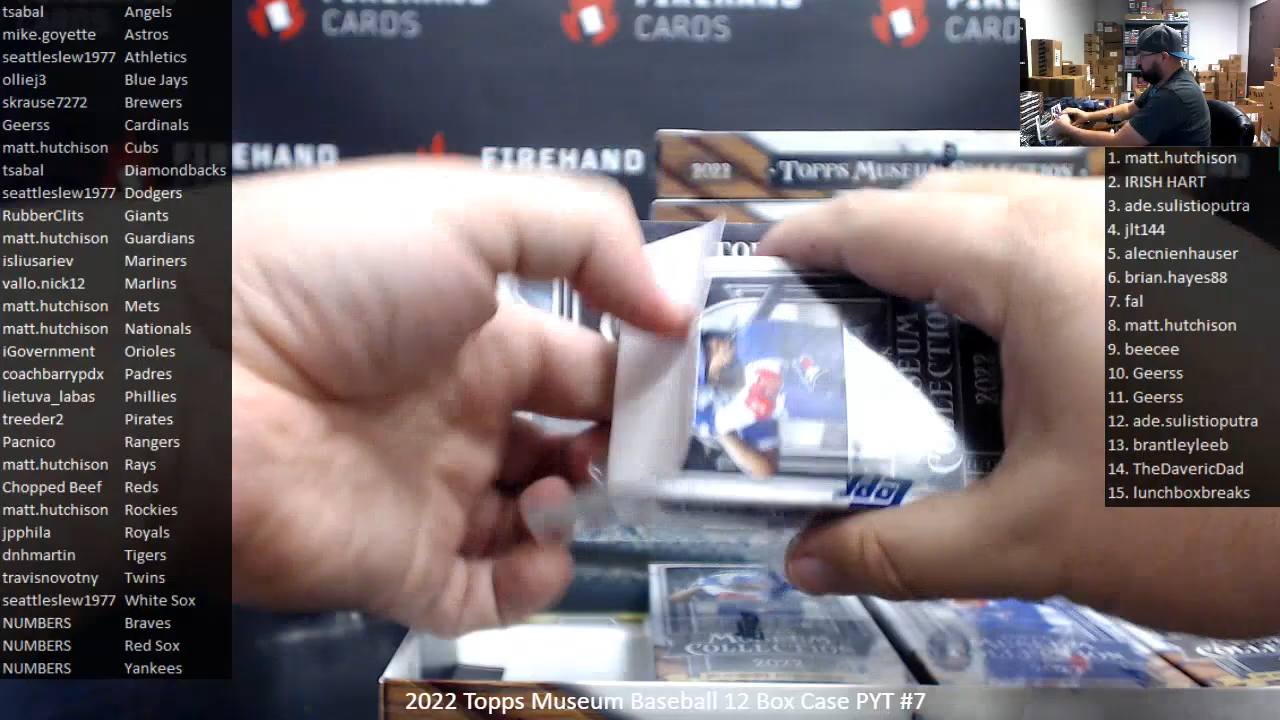 tsabal Angels
mike.goyette Astros
seattleslew1977 Athletics
olliej3 Blue Jays
skrause7272 Brewers
Geerss Cardinals
matt.hutchison Cubs
tsabal Diamondbacks
seattleslew1977 Dodgers
RubberClits Giants
matt.hutchison Guardians
isliusariev Mariners
vallo.nick12 Marlins
matt.hutchison Mets
matt.hutchison Nationals
iGovernment Orioles
coachbarrypdx Padres
lietuva_labas Phillies
treeder2 Pirates
Pacnico Rangers
matt.hutchison Rays
Chopped Beef Reds
matt.hutchison Rockies
jpphila Royals
dnhmartin Tigers
travisnovotny Twins
seattleslew1977 White Sox
NUMBERS Braves
NUMBERS Red Sox
NUMBERS Yankees
CARDS
CARDS
CARD
FIREHAND
2022 Topps Museum Collection
2022
Museum
Collection
2022
1. matt.hutchison
2. IRISH HART
3. ade.sulistioputra
4. jlt144
5. alecnienhauser
6. brian.hayes88
7. fal
8. matt.hutchison
9. beecee
10. Geerss
11. Geerss
12. ade.sulistioputra
13. brantleyleeb
14. TheDavericDad
15. lunchboxbreaks
2022 Topps Museum Baseball 12 Box Case PYT #7